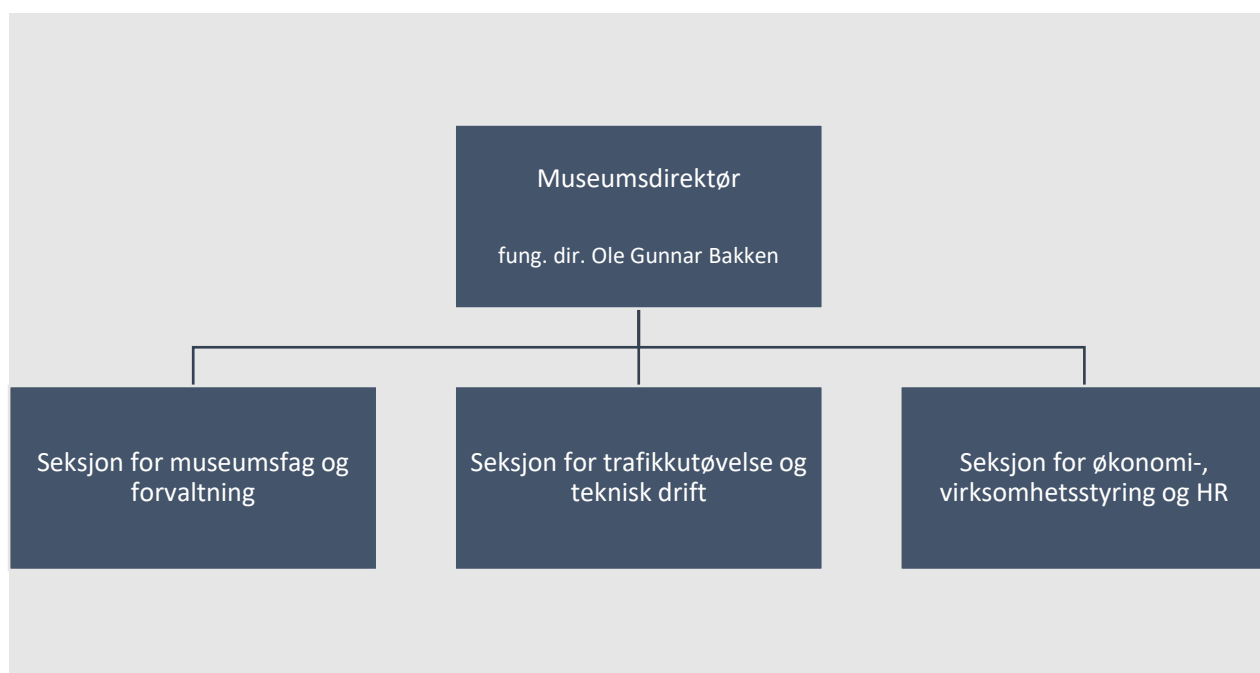 Museumsdirektør
fung. dir. Ole Gunnar Bakken
Seksjon for museumsfag og
forvaltning
Seksjon for trafikkutøvelse og
teknisk drift
Seksjon for økonomi-,
virksomhetsstyring og HR